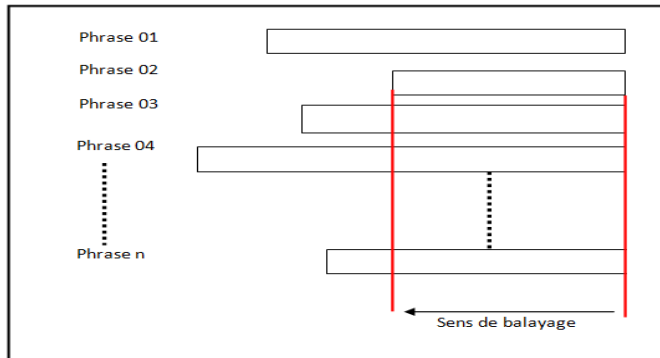 Phrase 01
Phrase 02
Phrase 03
Phrase 04
Phrase n
Sens de balayage